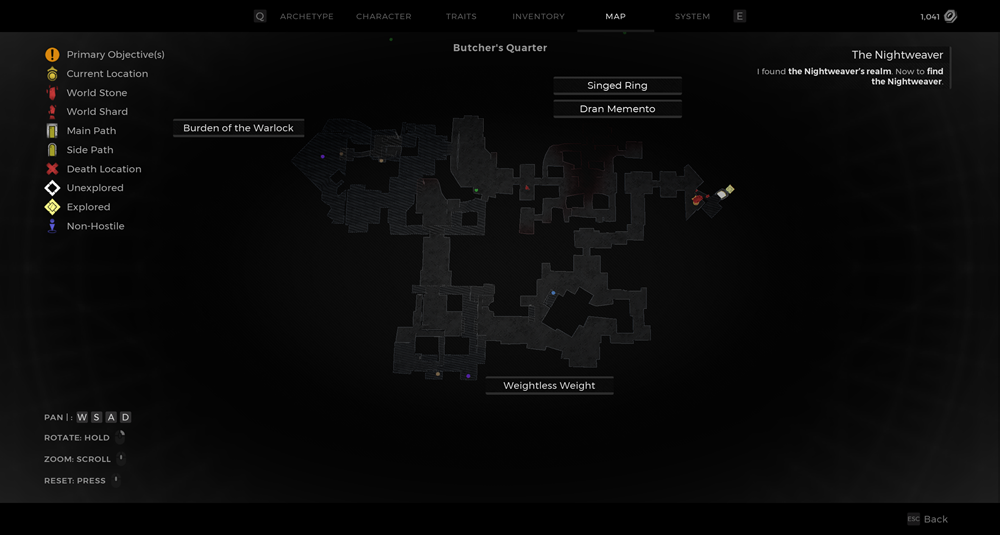 Q ARCHETYPE CHARACTER TRAITS INVENTORY MAP SYSTEM E 1,041
Butcher's Quarter
The Nightweaver
I found the Nightweaver's realm. Now to find
the Nightweaver.
Primary Objective(s)
Current Location
World Stone
World Shard
Main Path
Side Path
Death Location
Unexplored
Explored
Non-Hostile
Singed Ring
Dran Memento
Burden of the Warlock
Weightless Weight
PAN | : W S A D
ROTATE: HOLD
ZOOM: SCROLL
RESET: PRESS
ESC Back